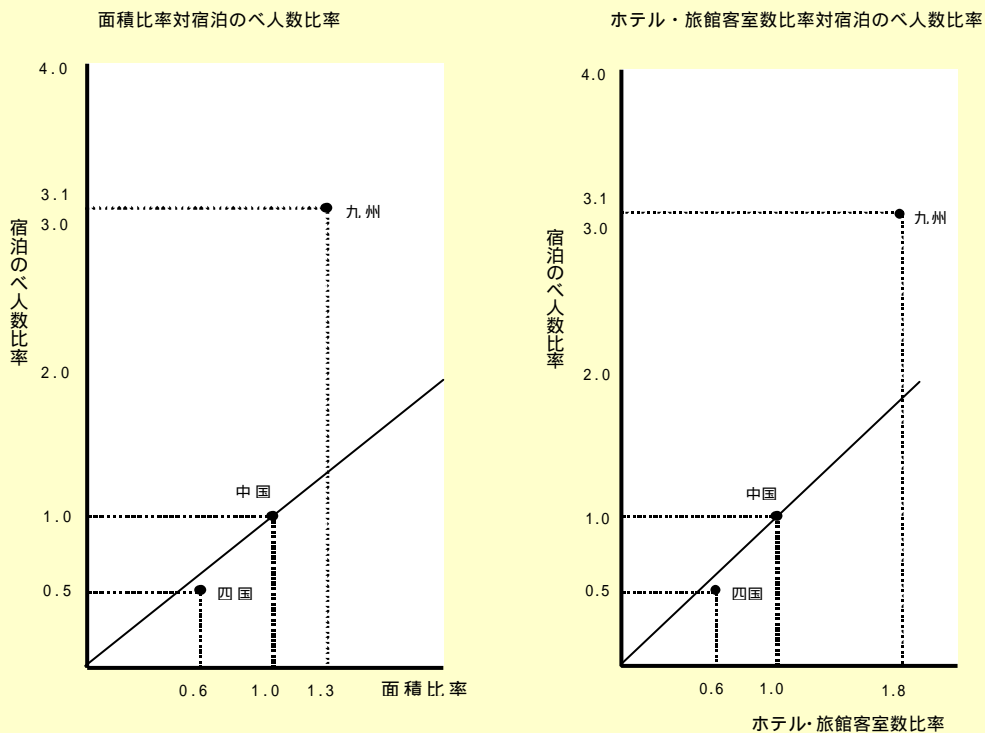 面積比率対宿泊のべ人数比率
4.0
3.1
3.0
2.0
1.0
0.5
宿泊のべ人数比率
九州
中国
四国
0.6
1.0
1.3
面積比率
ホテル・旅館客室数比率対宿泊のべ人数比率
4.0
3.1
3.0
2.0
1.0
0.5
宿泊のべ人数比率
九州
中国
四国
0.6
1.0
1.8
ホテル・旅館客室数比率